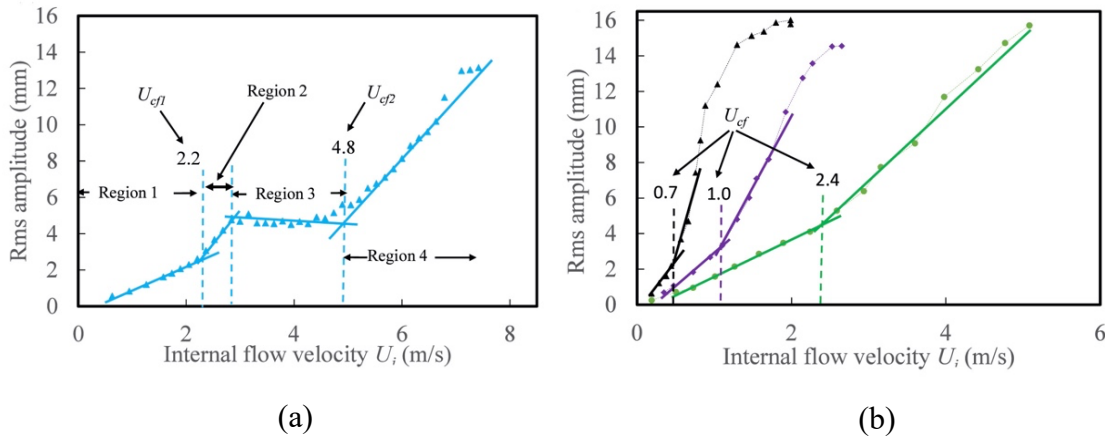 16
14
12
10
8
6
4
2
0
Rms amplitude (mm)
U_cf1
Region 2
U_cf2
2.2
4.8
Region 1
Region 3
Region 4
0 2 4 6 8
Internal flow velocity U_i (m/s)
(a)
16
14
12
10
8
6
4
2
0
Rms amplitude (mm)
U_cf
0.7
1.0
2.4
0 2 4 6
Internal flow velocity U_i (m/s)
(b)